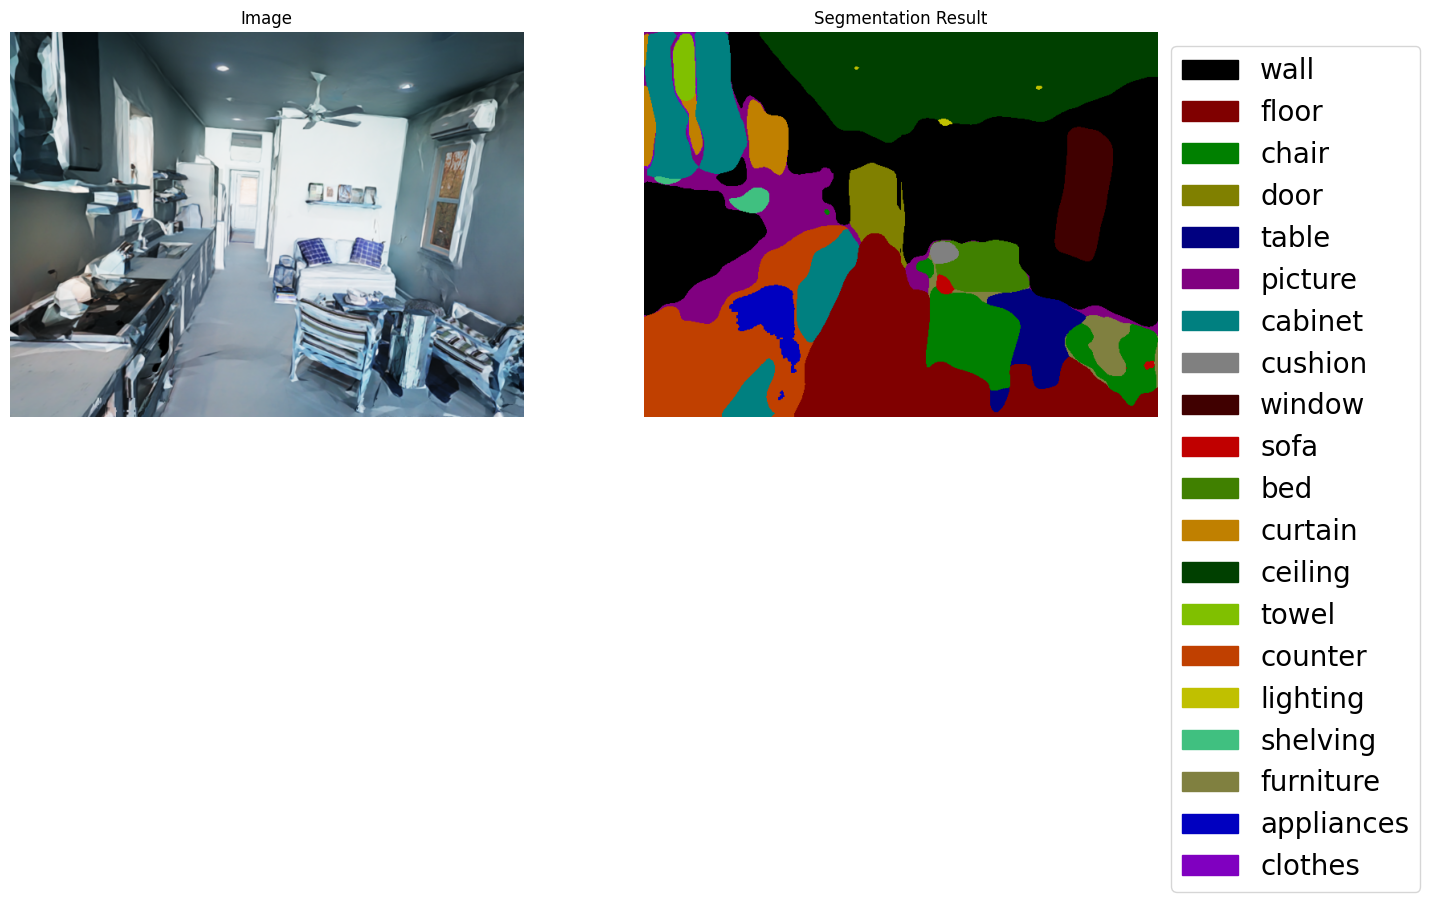 Image
Segmentation Result
wall
floor
chair
door
table
picture
cabinet
cushion
window
sofa
bed
curtain
ceiling
towel
counter
lighting
shelving
furniture
appliances
clothes